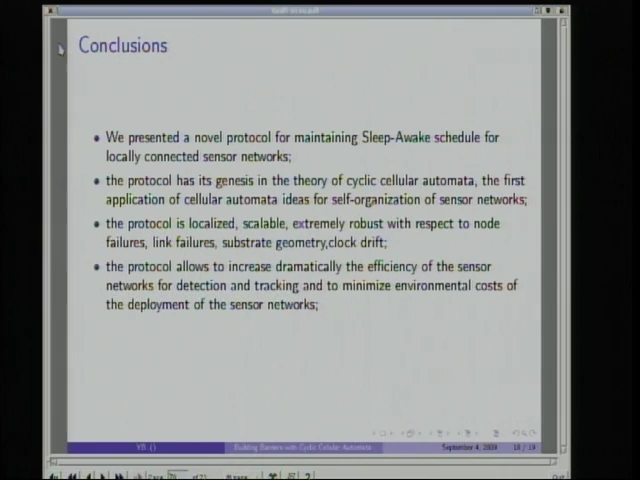 Conclusions
We presented a novel protocol for maintaining Sleep-Awake schedule for
locally connected sensor networks;
the protocol has its genesis in the theory of cyclic cellular automata, the first
application of cellular automata ideas for self-organization of sensor networks;
the protocol is localized, scalable, extremely robust with respect to node
failures, link failures, substrate geometry,clock drift;
the protocol allows to increase dramatically the efficiency of the sensor
networks for detection and tracking and to minimize environmental costs of
the deployment of the sensor networks;
YB () Building Barriers with Cyclic Cellular Automata September 4, 2009 18 / 19